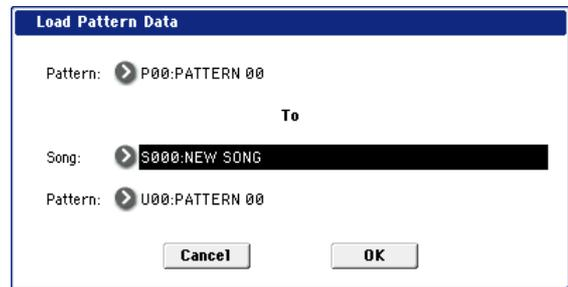 Load Pattern Data
Pattern: P00:PATTERN 00
To
Song: S000:NEW SONG
Pattern: U00:PATTERN 00
Cancel OK